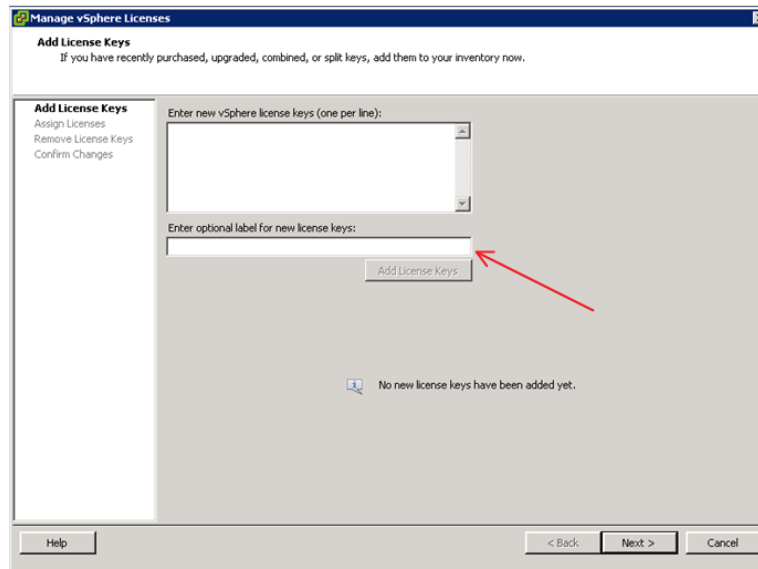 Manage vSphere Licenses
Add License Keys
If you have recently purchased, upgraded, combined, or split keys, add them to your inventory now.
Add License Keys
Assign Licenses
Remove License Keys
Confirm Changes
Enter new vSphere license keys (one per line):
Enter optional label for new license keys:
Add License Keys
No new license keys have been added yet.
Help
< Back
Next >
Cancel